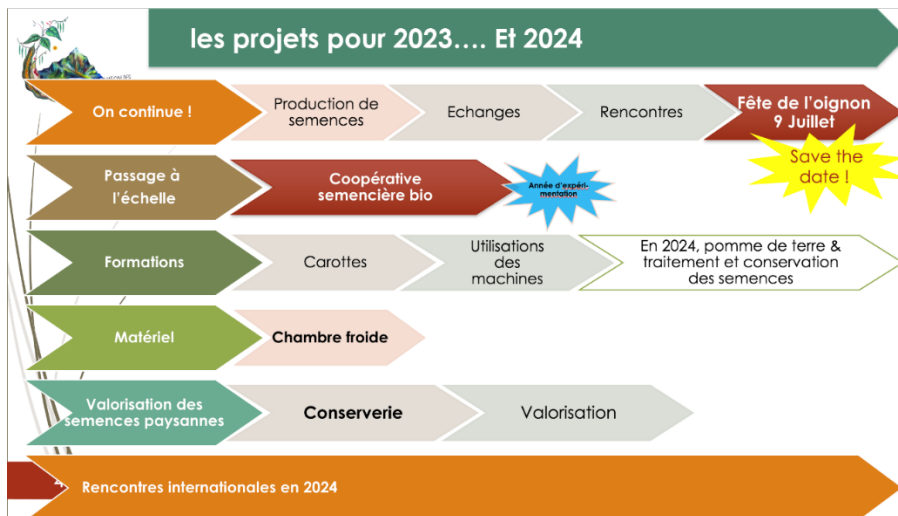 les projets pour 2023…. Et 2024
On continue !
Production de
semences
Echanges
Rencontres
Fête de l'oignon
9 Juillet
Save the
date !
Passage à
l'échelle
Coopérative
semencière bio
Année d'expéri-
mentation
Formations
Carottes
Utilisations
des
machines
En 2024, pomme de terre &
traitement et conservation
des semences
Matériel
Chambre froide
Valorisation des
semences paysannes
Conserverie
Valorisation
Rencontres internationales en 2024